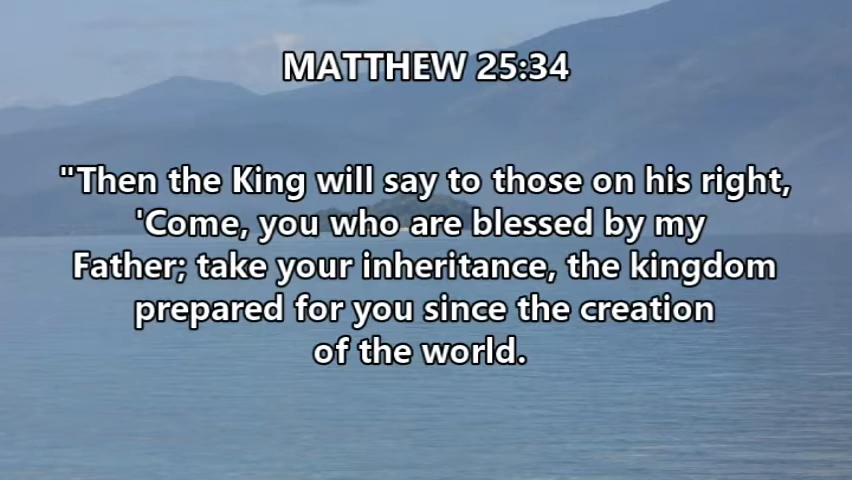 MATTHEW 25:34
"Then the King will say to those on his right,
'Come, you who are blessed by my
Father; take your inheritance, the kingdom
prepared for you since the creation
of the world.